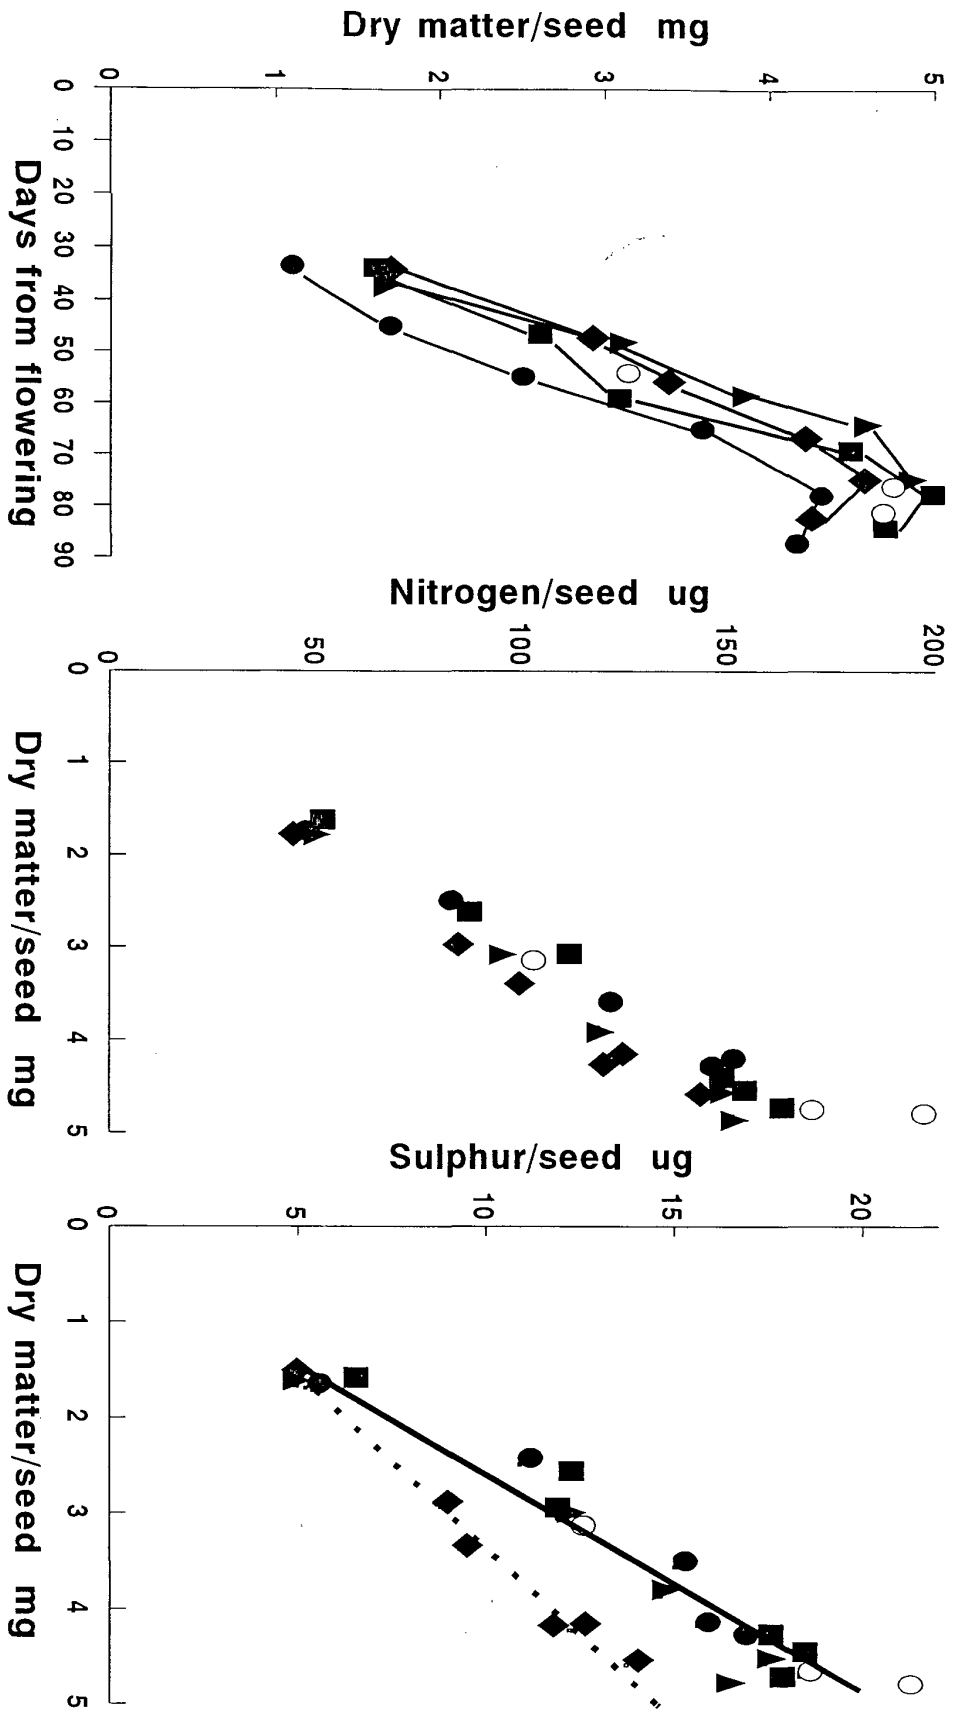 Dry matter/seed mg
5
4
3
2
1
0
0 10 20 30 40 50 60 70 80 90
Days from flowering
Nitrogen/seed ug
200
150
100
50
0
0 1 2 3 4 5
Dry matter/seed mg
Sulphur/seed ug
20
15
10
5
0
0 1 2 3 4 5
Dry matter/seed mg